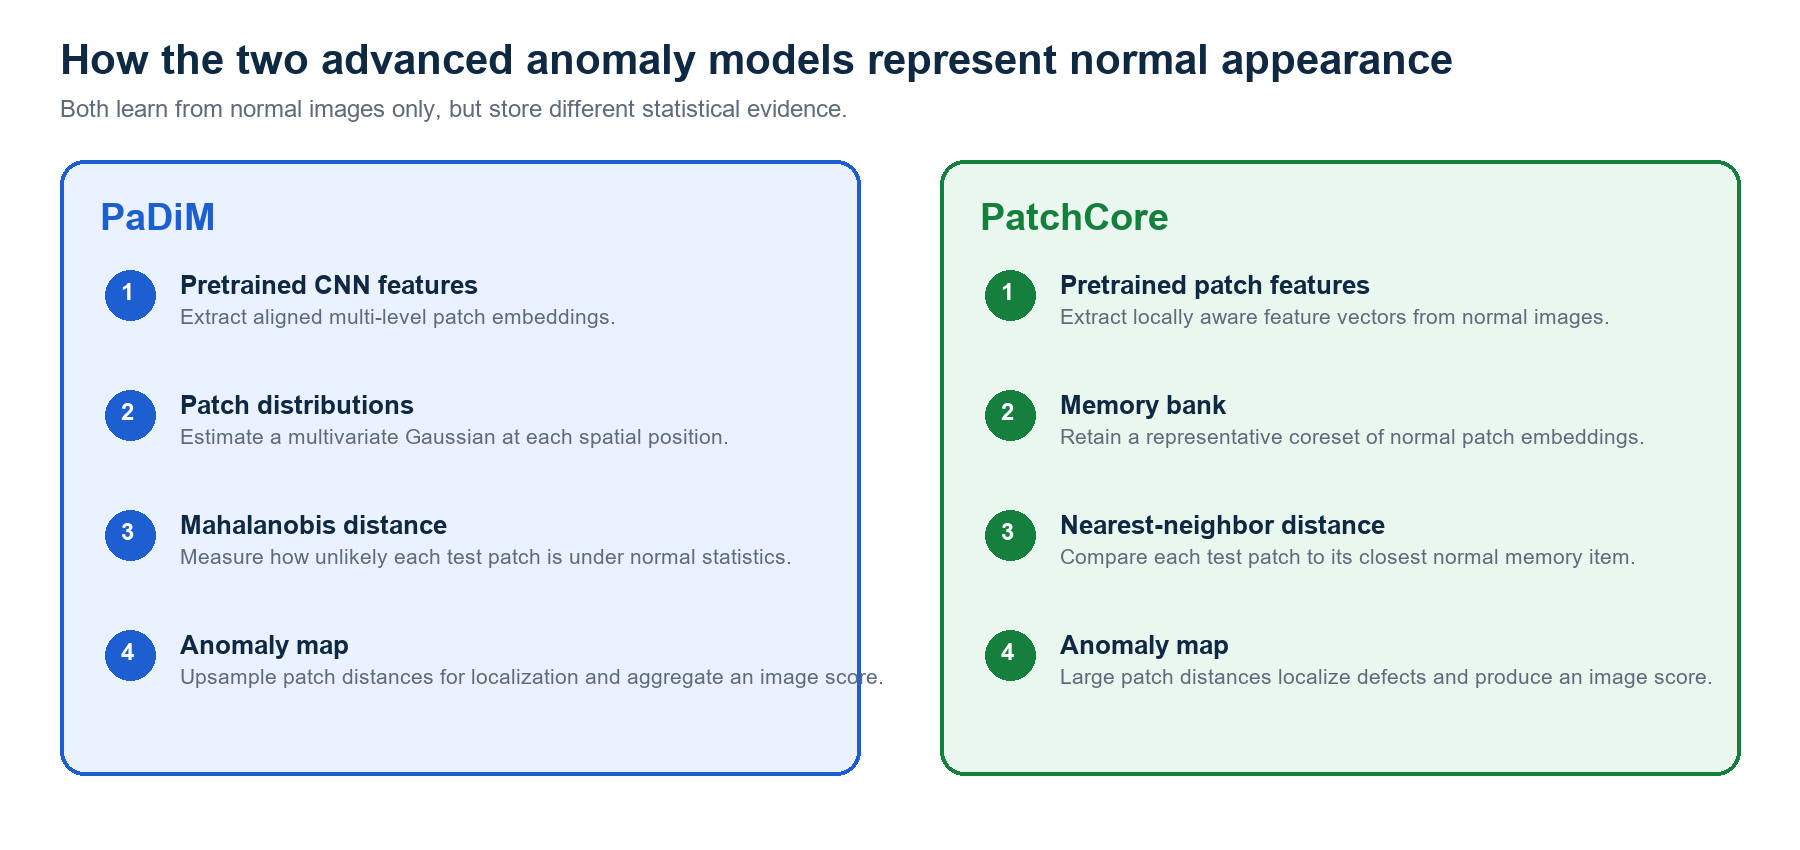 How the two advanced anomaly models represent normal appearance
Both learn from normal images only, but store different statistical evidence.
PaDiM
1
Pretrained CNN features
Extract aligned multi-level patch embeddings.
2
Patch distributions
Estimate a multivariate Gaussian at each spatial position.
3
Mahalanobis distance
Measure how unlikely each test patch is under normal statistics.
4
Anomaly map
Upsample patch distances for localization and aggregate an image score.
PatchCore
1
Pretrained patch features
Extract locally aware feature vectors from normal images.
2
Memory bank
Retain a representative coreset of normal patch embeddings.
3
Nearest-neighbor distance
Compare each test patch to its closest normal memory item.
4
Anomaly map
Large patch distances localize defects and produce an image score.